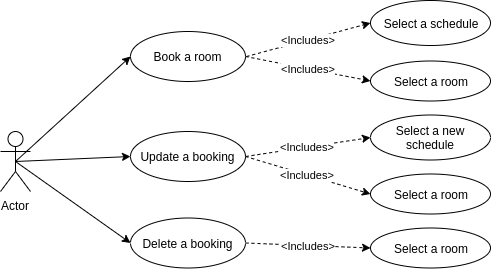 Select a schedule
<Includes>
Book a room
<Includes>
Select a room
Select a new
schedule
<Includes>
Update a booking
<Includes>
Select a room
Actor
Delete a booking
<Includes>
Select a room